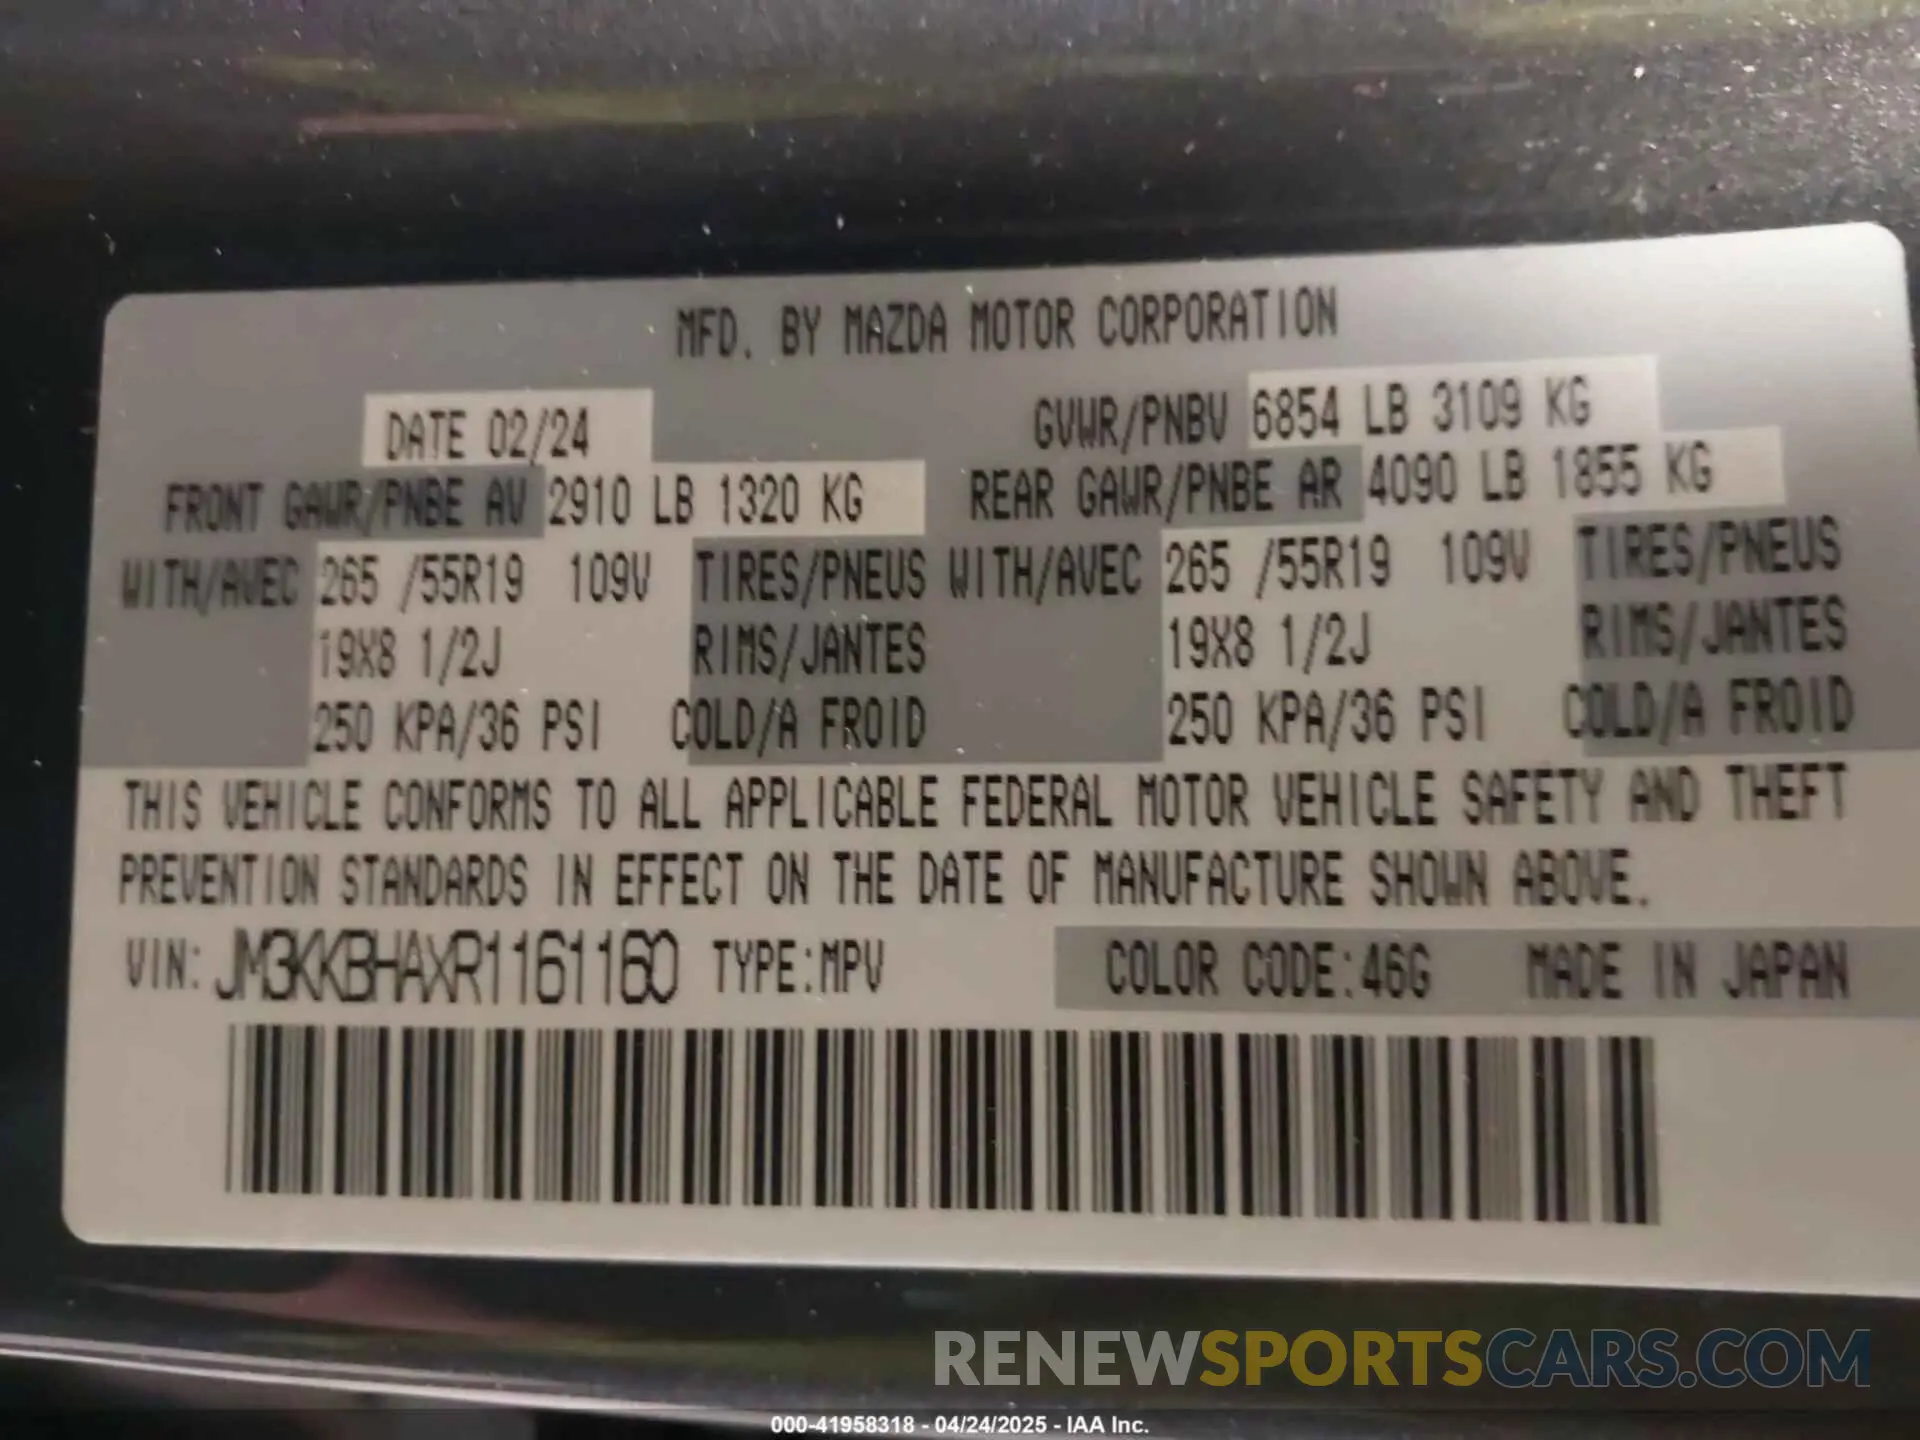 MFD. BY MAZDA MOTOR CORPORATION
DATE 02/24 GVWR/PNBV 6854 LB 3109 KG
FRONT GAWR/PNBE AV 2910 LB 1320 KG REAR GAWR/PNBE AR 4090 LB 1855 KG
WITH/AVEC 265 /55R19 109V TIRES/PNEUS WITH/AVEC 265 /55R19 109V TIRES/PNEUS
19X8 1/2J RIMS/JANTES 19X8 1/2J RIMS/JANTES
250 KPA/36 PSI COLD/A FROID 250 KPA/36 PSI COLD/A FROID
THIS VEHICLE CONFORMS TO ALL APPLICABLE FEDERAL MOTOR VEHICLE SAFETY AND THEFT
PREVENTION STANDARDS IN EFFECT ON THE DATE OF MANUFACTURE SHOWN ABOVE.
VIN: JM3KKBHAXR1161160 TYPE:MPV COLOR CODE:46G MADE IN JAPAN
RENEWSPORTSCARS.COM
000-41958318 - 04/24/2025 - IAA Inc.